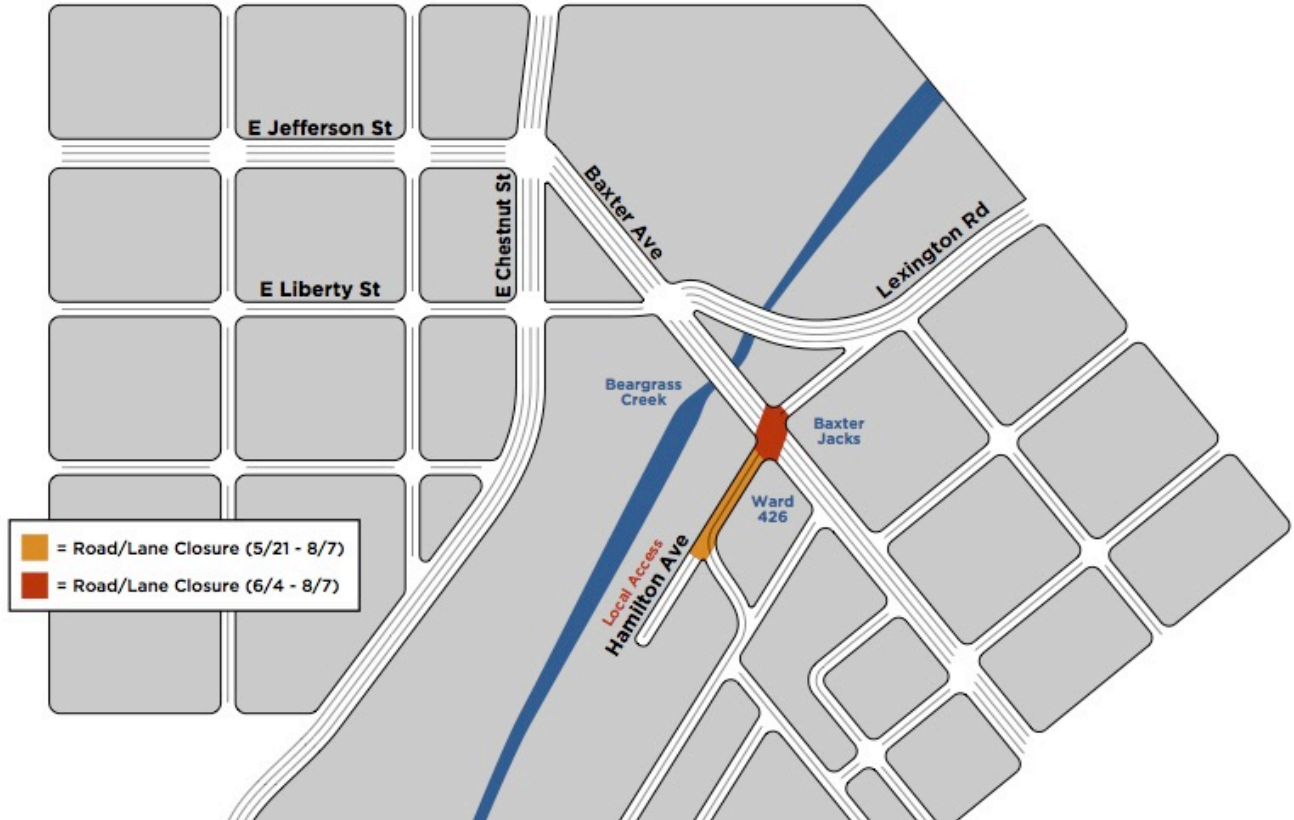 E Jefferson St
Baxter Ave
E Chestnut St
Lexington Rd
E Liberty St
Beargrass
Creek
Baxter
Jacks
Ward
426
Local Access
Hamilton Ave
= Road/Lane Closure (5/21 - 8/7)
= Road/Lane Closure (6/4 - 8/7)